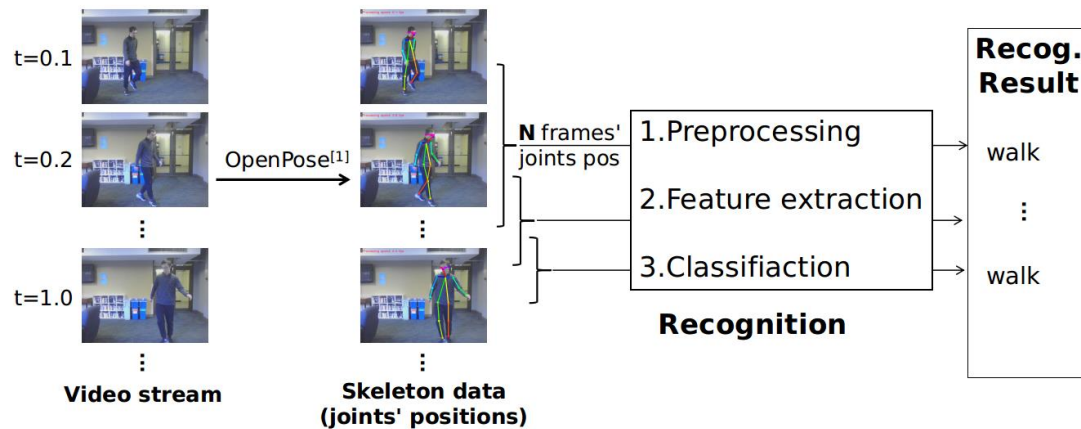 t=0.1
t=0.2
t=1.0
⋮
⋮
Video stream
OpenPose[1]
⋮
⋮
Skeleton data
(joints' positions)
N frames'
joints pos
1.Preprocessing
2.Feature extraction
3.Classifiaction
Recognition
Recog.
Result
walk
⋮
walk